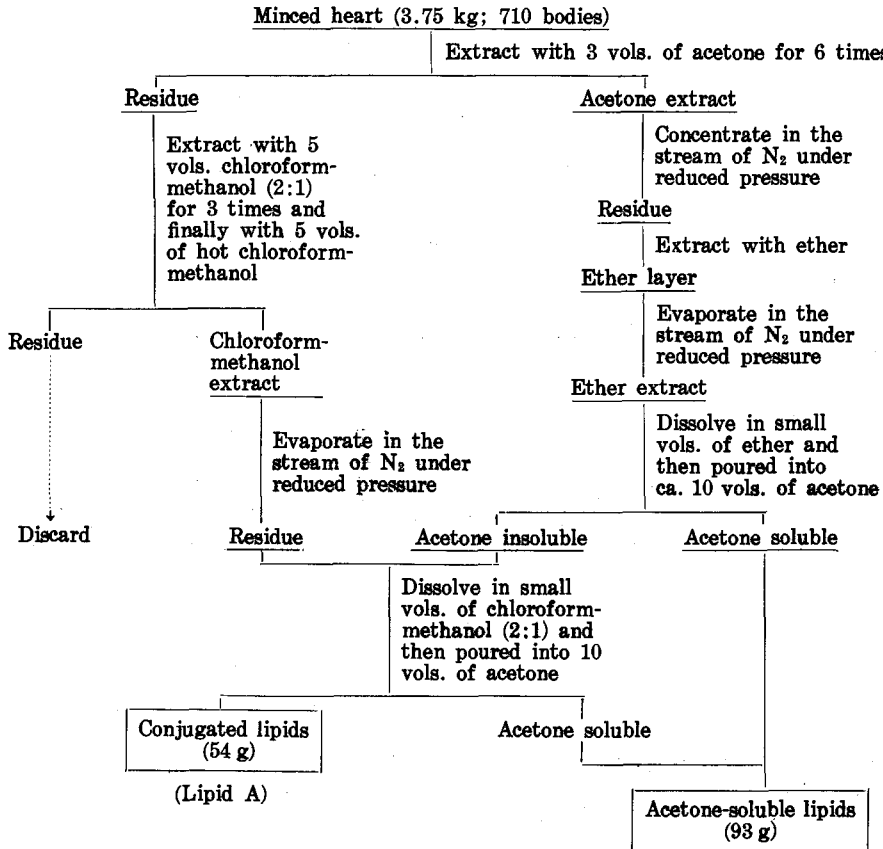 Minced heart (3.75 kg; 710 bodies)
Extract with 3 vols. of acetone for 6 times
Residue
Acetone extract
Extract with 5
vols. chloroform-
methanol (2:1)
for 3 times and
finally with 5 vols.
of hot chloroform-
methanol
Concentrate in the
stream of N₂ under
reduced pressure
Residue
Extract with ether
Ether layer
Evaporate in the
stream of N₂ under
reduced pressure
Ether extract
Residue
Chloroform-
methanol
extract
Dissolve in small
vols. of ether and
then poured into
ca. 10 vols. of acetone
Evaporate in the
stream of N₂ under
reduced pressure
Discard
Residue
Acetone insoluble
Acetone soluble
Dissolve in small
vols. of chloroform-
methanol (2:1) and
then poured into 10
vols. of acetone
Conjugated lipids
(54 g)
Acetone soluble
(Lipid A)
Acetone-soluble lipids
(93 g)